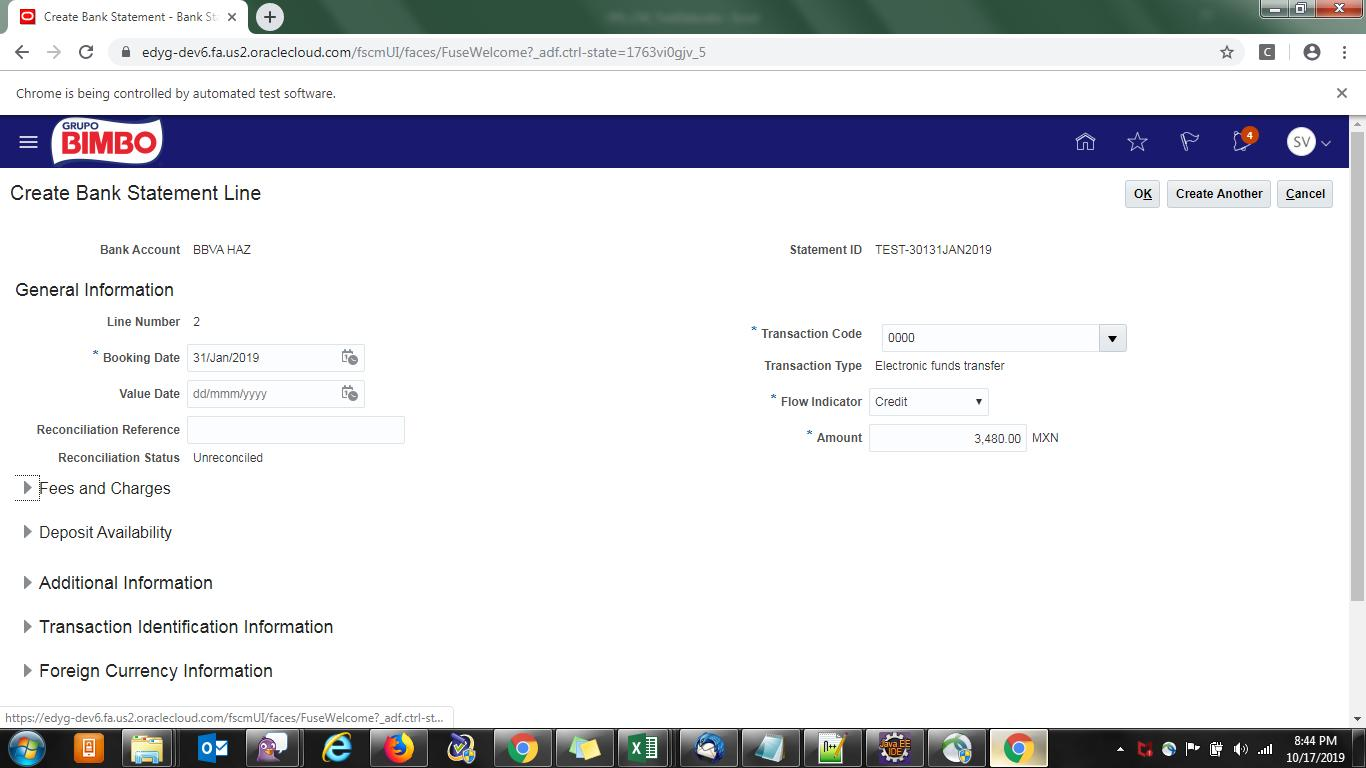 Create Bank Statement - Bank St
edyg-dev6.fa.us2.oraclecloud.com/fscmUI/faces/FuseWelcome?_adf.ctrl-state=1763vi0gjv_5
C
Chrome is being controlled by automated test software.
GRUPO
BIMBO
4
SV
Create Bank Statement Line
OK
Create Another
Cancel
Bank Account BBVA HAZ
Statement ID TEST-30131JAN2019
General Information
Line Number 2
* Transaction Code 0000
* Booking Date 31/Jan/2019
Transaction Type Electronic funds transfer
Value Date dd/mmm/yyyy
* Flow Indicator Credit
Reconciliation Reference
* Amount 3,480.00 MXN
Reconciliation Status Unreconciled
Fees and Charges
Deposit Availability
Additional Information
Transaction Identification Information
Foreign Currency Information
https://edyg-dev6.fa.us2.oraclecloud.com/fscmUI/faces/FuseWelcome?_adf.ctrl-st...
Java EE
IDE
8:44 PM
10/17/2019